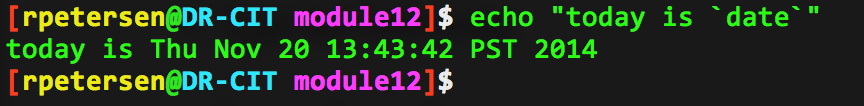 [rpetersen@DR-CIT module12]$ echo "today is `date`"
today is Thu Nov 20 13:43:42 PST 2014
[rpetersen@DR-CIT module12]$